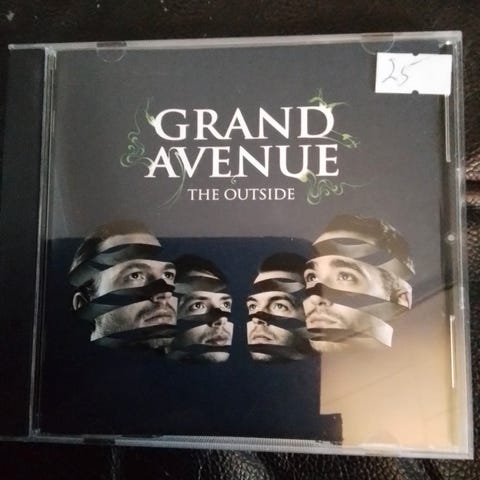 25
GRAND
AVENUE
THE OUTSIDE